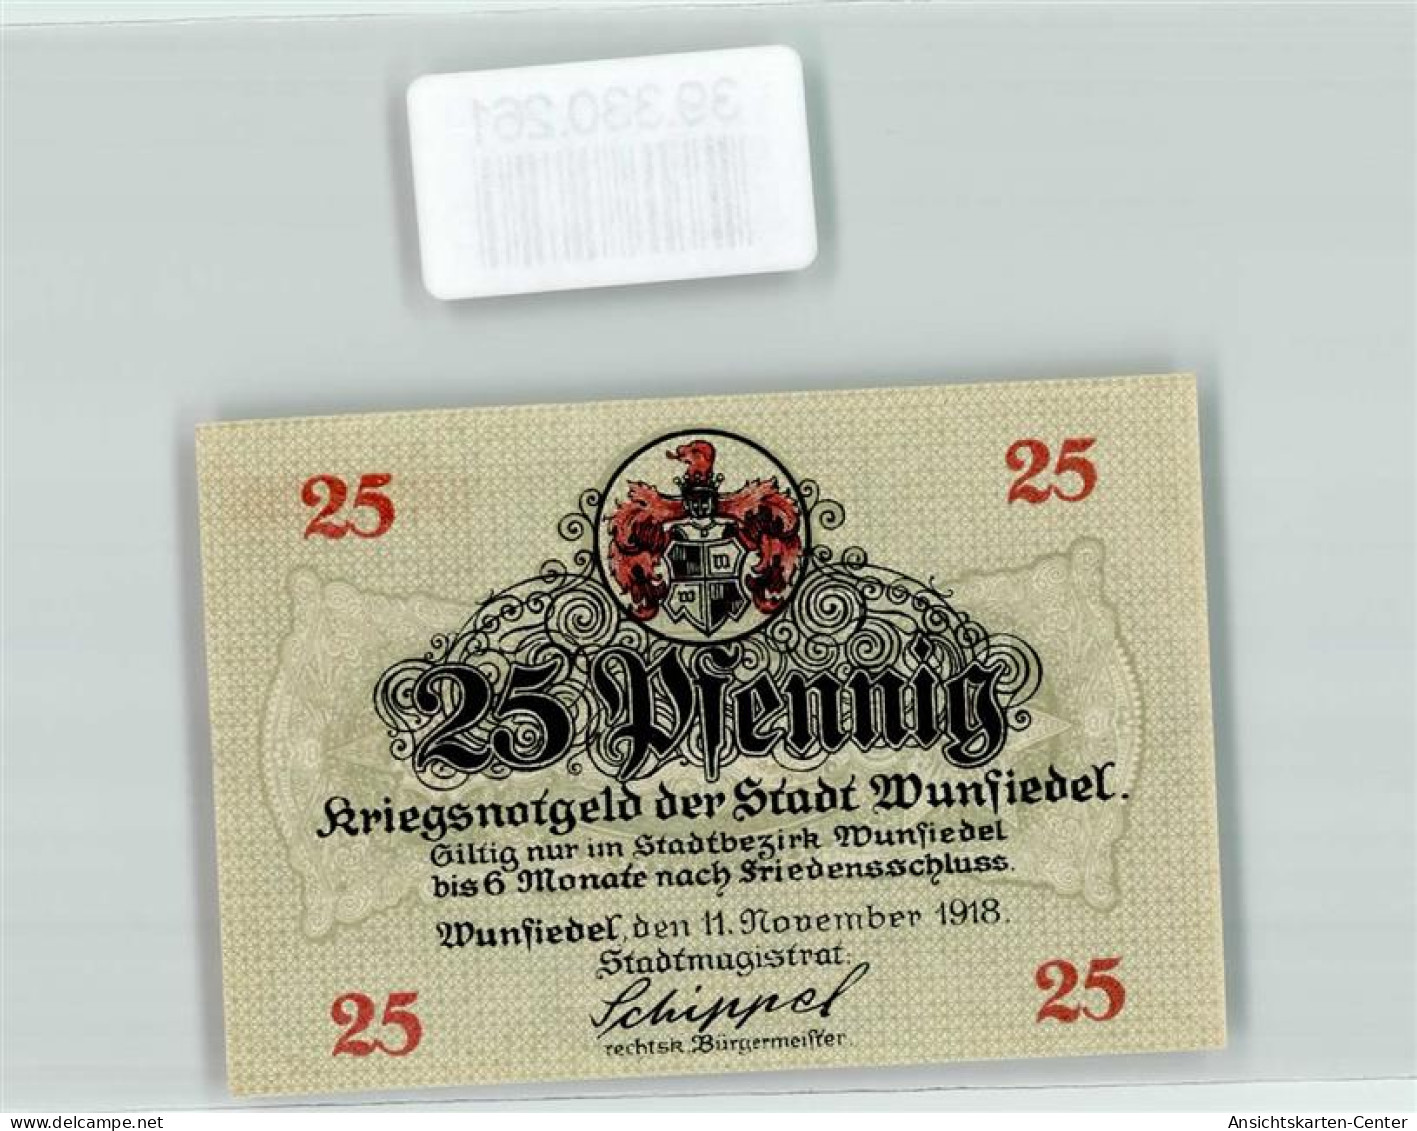 39.330.261
25 25
W
W
25 Pfennig
Kriegsnotgeld der Stadt Wunsiedel.
Giltig nur im Stadtbezirk Wunsiedel
bis 6 Monate nach Friedensschluss.
Wunsiedel, den 11. November 1918.
Stadtmagistrat:
Schippel
rechtsk. Bürgermeister.
25 25
www.delcampe.net
Ansichtskarten-Center